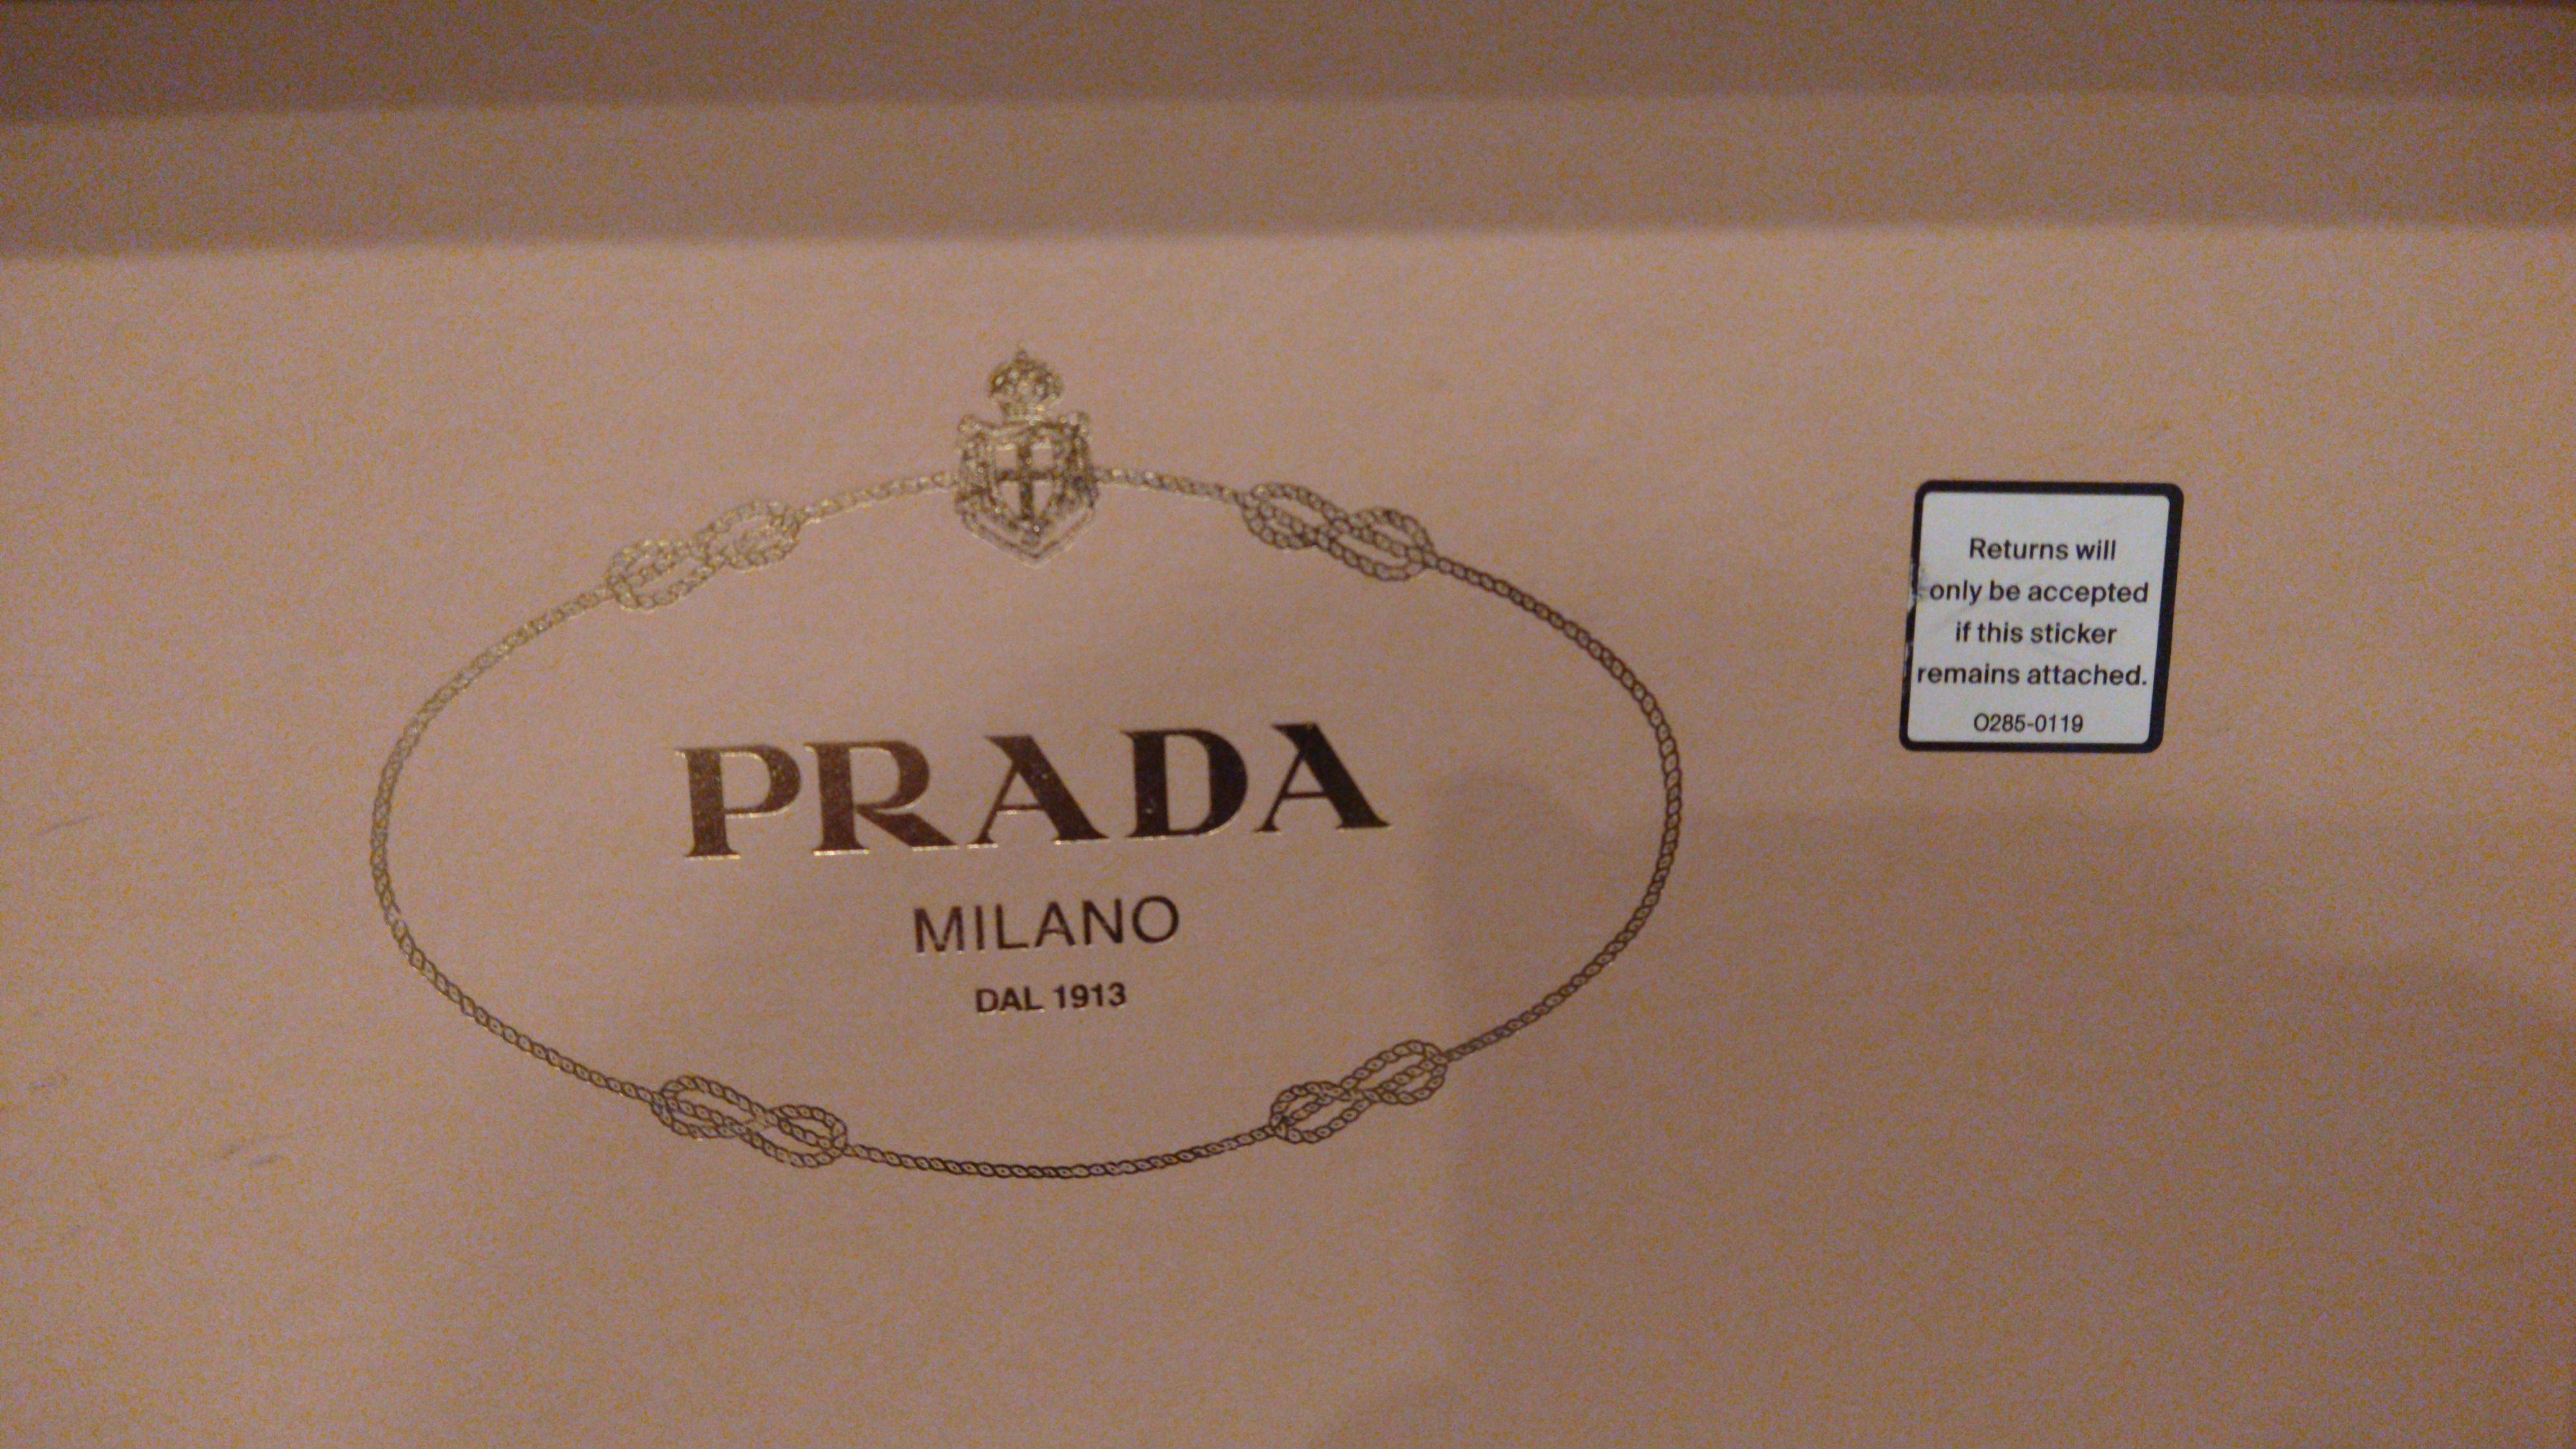 PRADA
MILANO
DAL 1913
Returns will
only be accepted
if this sticker
remains attached.
O285-0119